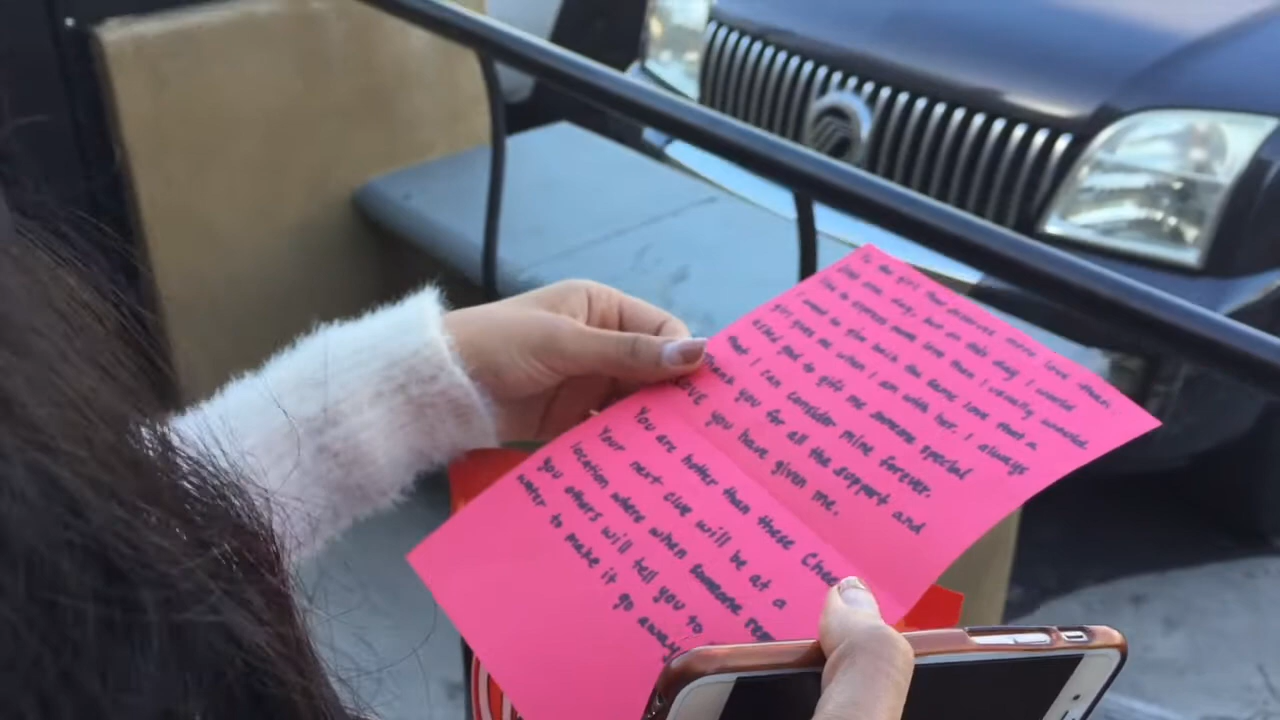 To the girl that deserves more love than
just one day, but on this day I would
like to express more love than I usually would.
want to give back the same love that a
girl gives me when I am with her. I always
asked god to gift me someone special
that I can consider mine forever.
Thank you for all the support and
LOVE you have given me.
You are hotter than these
Your next clue will be at a
location where when someone
you others will tell you to
water to make it go away